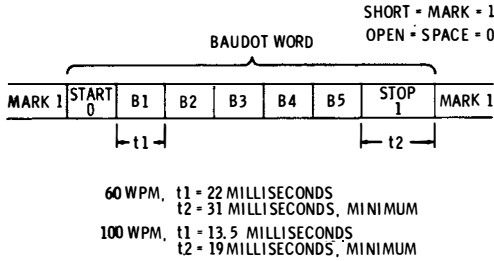 SHORT = MARK = 1
OPEN = SPACE = 0
BAUDOT WORD
MARK 1 START 0 B1 B2 B3 B4 B5 STOP 1 MARK 1
t1 t2
60 WPM, t1 = 22 MILLISECONDS
t2 = 31 MILLISECONDS, MINIMUM
100 WPM, t1 = 13.5 MILLISECONDS
t2 = 19 MILLISECONDS, MINIMUM